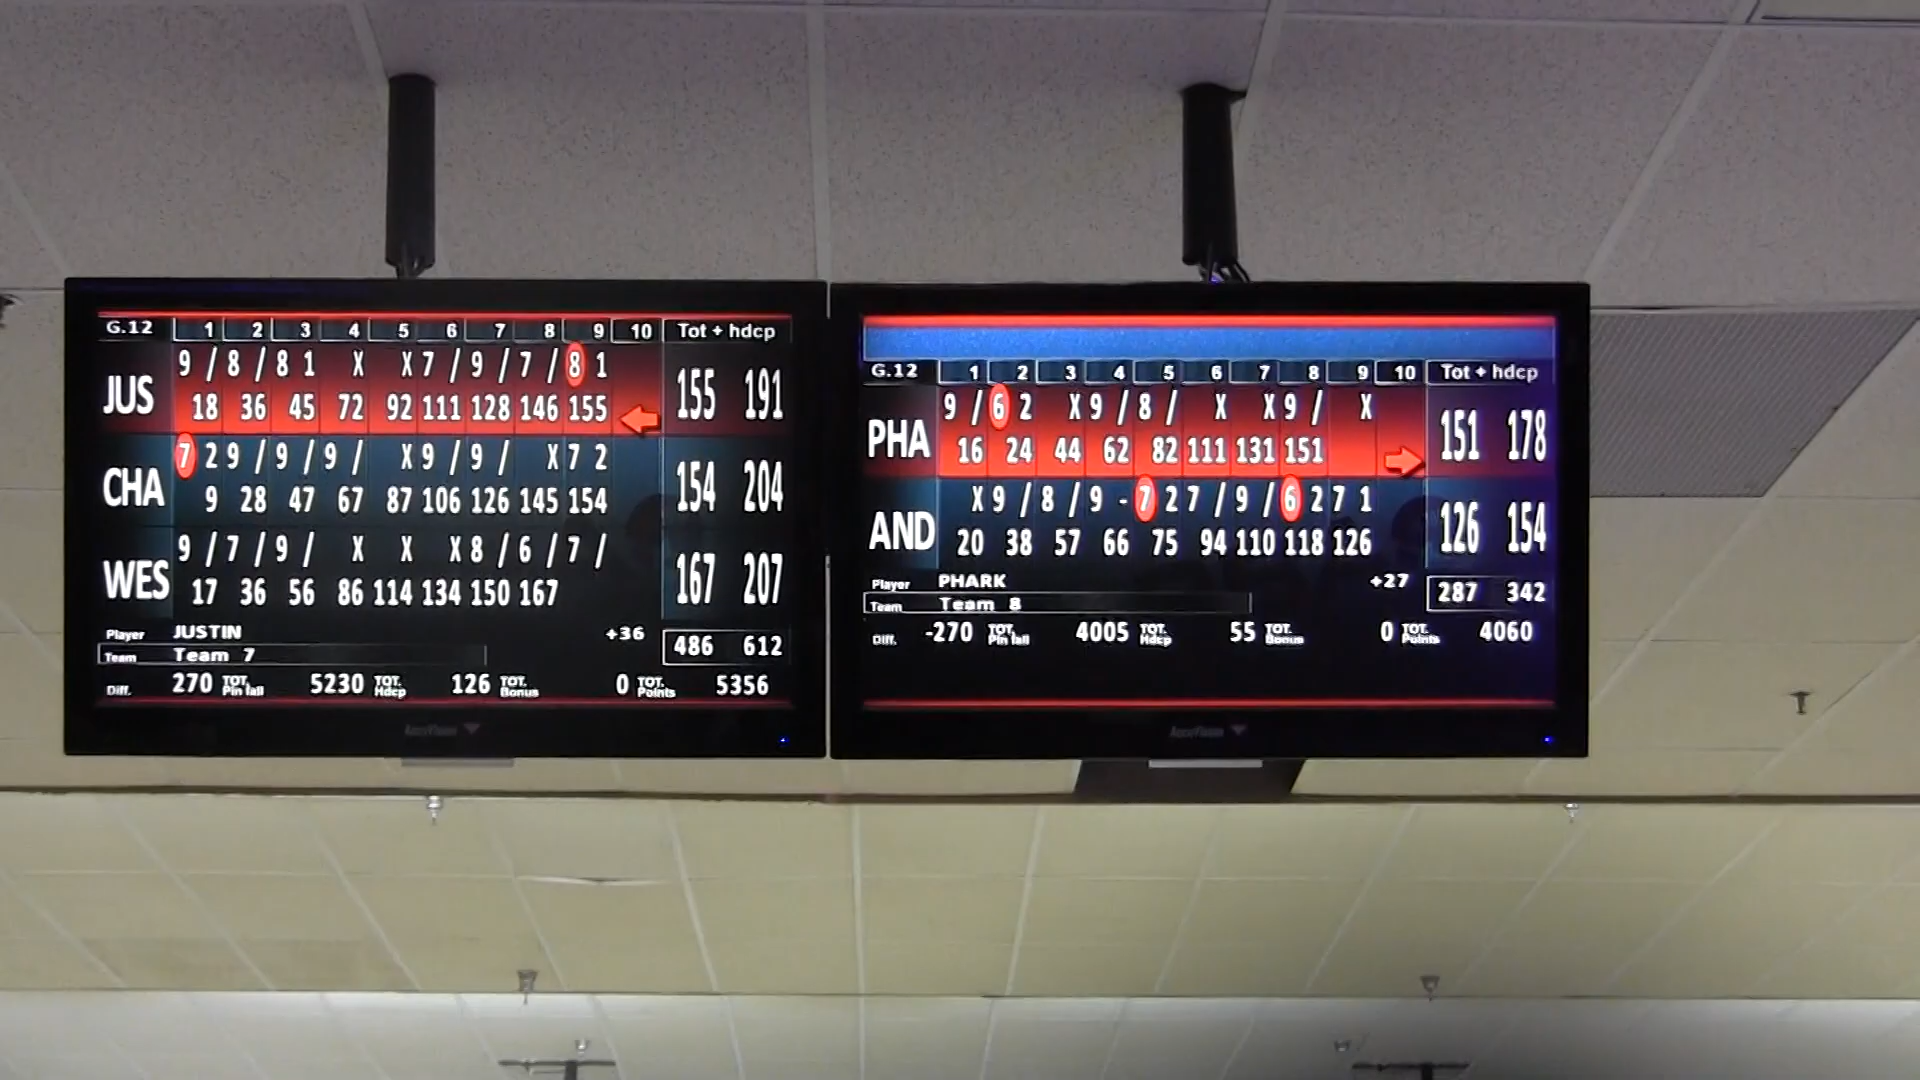 G.12 1 2 3 4 5 6 7 8 9 10 Tot + hdcp
9 / 8 / 8 1 X X 7 / 9 / 7 / 8 1
JUS 18 36 45 72 92 111 128 146 155 155 191
7 2 9 / 9 / 9 / X 9 / 9 / X 7 2
CHA 9 28 47 67 87 106 126 145 154 154 204
9 / 7 / 9 / X X X 8 / 6 / 7 /
WES 17 36 56 86 114 134 150 167 167 207
Player JUSTIN +36
Team Team 7 486 612
Diff. 270 TOT. Pin fall 5230 TOT. Hdcp 126 TOT. Bonus 0 TOT. Points 5356
AccuVision
G.12 1 2 3 4 5 6 7 8 9 10 Tot + hdcp
9 / 6 2 X 9 / 8 / X X 9 / X
PHA 16 24 44 62 82 111 131 151 151 178
X 9 / 8 / 9 - 7 2 7 / 9 / 6 2 7 1
AND 20 38 57 66 75 94 110 118 126 126 154
Player PHARK +27
Team Team 8 287 342
Diff. -270 TOT. Pin fall 4005 TOT. Hdcp 55 TOT. Bonus 0 TOT. Points 4060
AccuVision